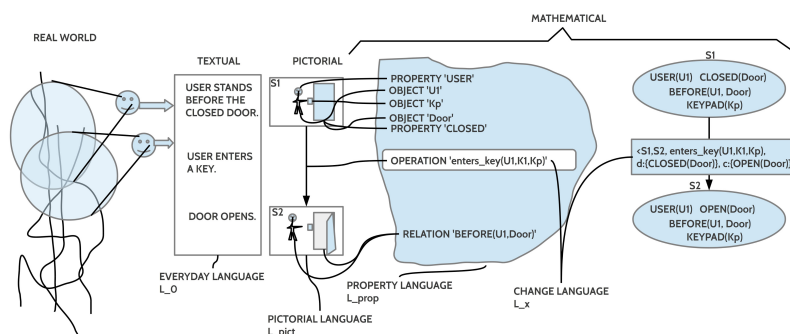 MATHEMATICAL
REAL WORLD
TEXTUAL
PICTORIAL
USER STANDS
BEFORE THE
CLOSED DOOR.
USER ENTERS
A KEY.
DOOR OPENS.
EVERYDAY LANGUAGE
L_0
S1
S2
PICTORIAL LANGUAGE
L_pict
PROPERTY 'USER'
OBJECT 'U1'
OBJECT 'Kp'
OBJECT 'Door'
PROPERTY 'CLOSED'
OPERATION 'enters_key(U1,K1,Kp)'
RELATION 'BEFORE(U1,Door)'
PROPERTY LANGUAGE
L_prop
CHANGE LANGUAGE
L_x
S1
USER(U1) CLOSED(Door)
BEFORE(U1, Door)
KEYPAD(Kp)
<S1,S2, enters_key(U1,K1,Kp),
d:{CLOSED(Door)}, c:{OPEN(Door)}
S2
USER(U1) OPEN(Door)
BEFORE(U1, Door)
KEYPAD(Kp)